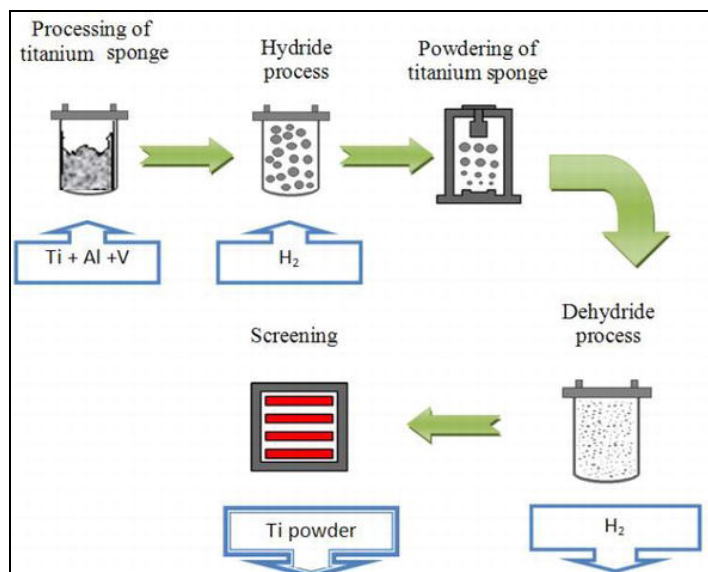 Processing of
titanium sponge
Hydride
process
Powdering of
titanium sponge
Ti + Al +V
H₂
Dehydride
process
Screening
Ti powder
H₂